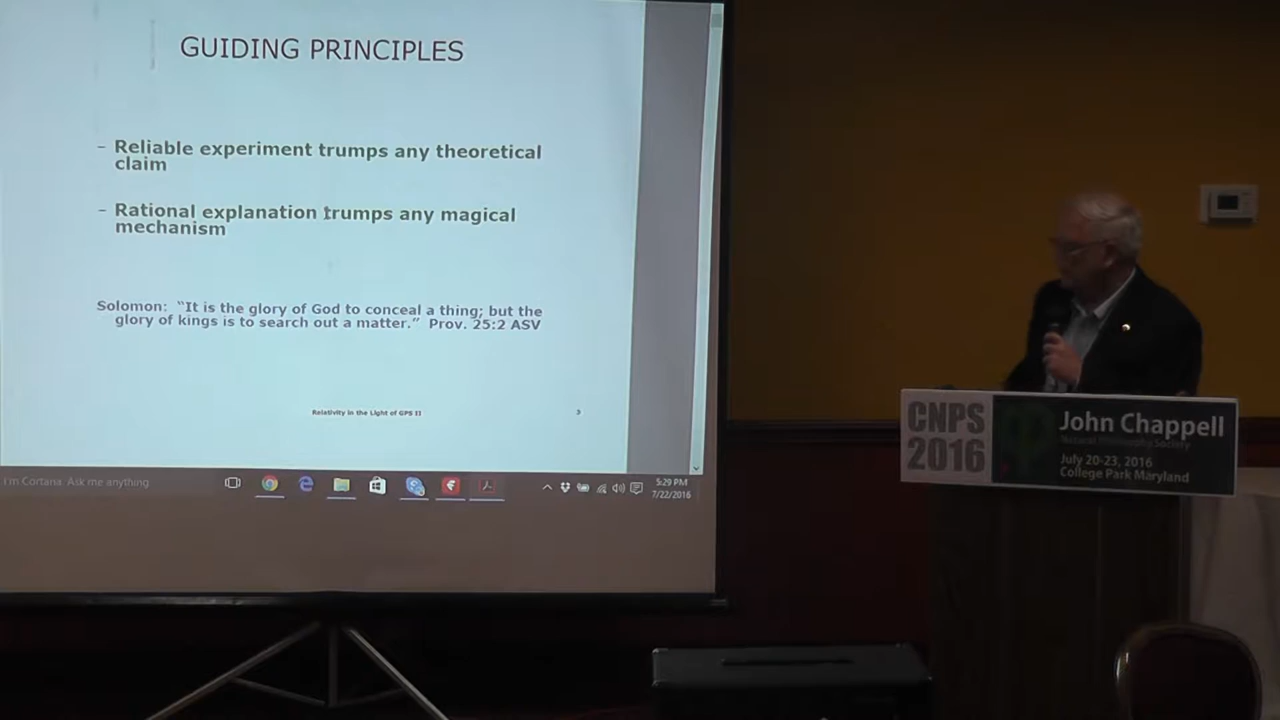 GUIDING PRINCIPLES
– Reliable experiment trumps any theoretical
claim
– Rational explanation trumps any magical
mechanism
Solomon: “It is the glory of God to conceal a thing; but the
glory of kings is to search out a matter.” Prov. 25:2 ASV
Relativity in the Light of GPS II
3
I'm Cortana. Ask me anything
5:29 PM
7/22/2016
CNPS
2016
John Chappell
Natural Philosophy Society
July 20-23, 2016
College Park Maryland